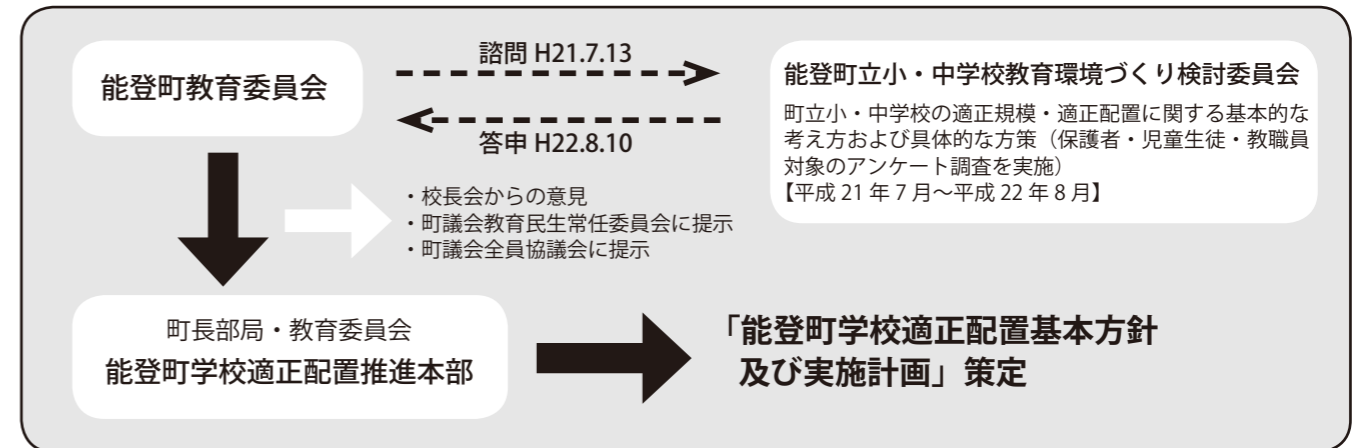 能登町教育委員会
諮問 H21.7.13
答申 H22.8.10
能登町立小・中学校教育環境づくり検討委員会
町立小・中学校の適正規模・適正配置に関する基本的な
考え方および具体的な方策（保護者・児童生徒・教職員
対象のアンケート調査を実施）
【平成 21 年 7 月～平成 22 年 8 月】
・校長会からの意見
・町議会教育民生常任委員会に提示
・町議会全員協議会に提示
町長部局・教育委員会
能登町学校適正配置推進本部
「能登町学校適正配置基本方針
及び実施計画」策定